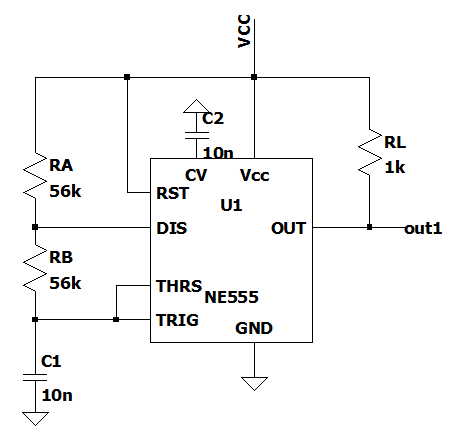 VCC
C2
10n
RA
56k
CV
Vcc
RL
1k
RST
U1
DIS
OUT
out1
RB
56k
THRS
NE555
TRIG
GND
C1
10n